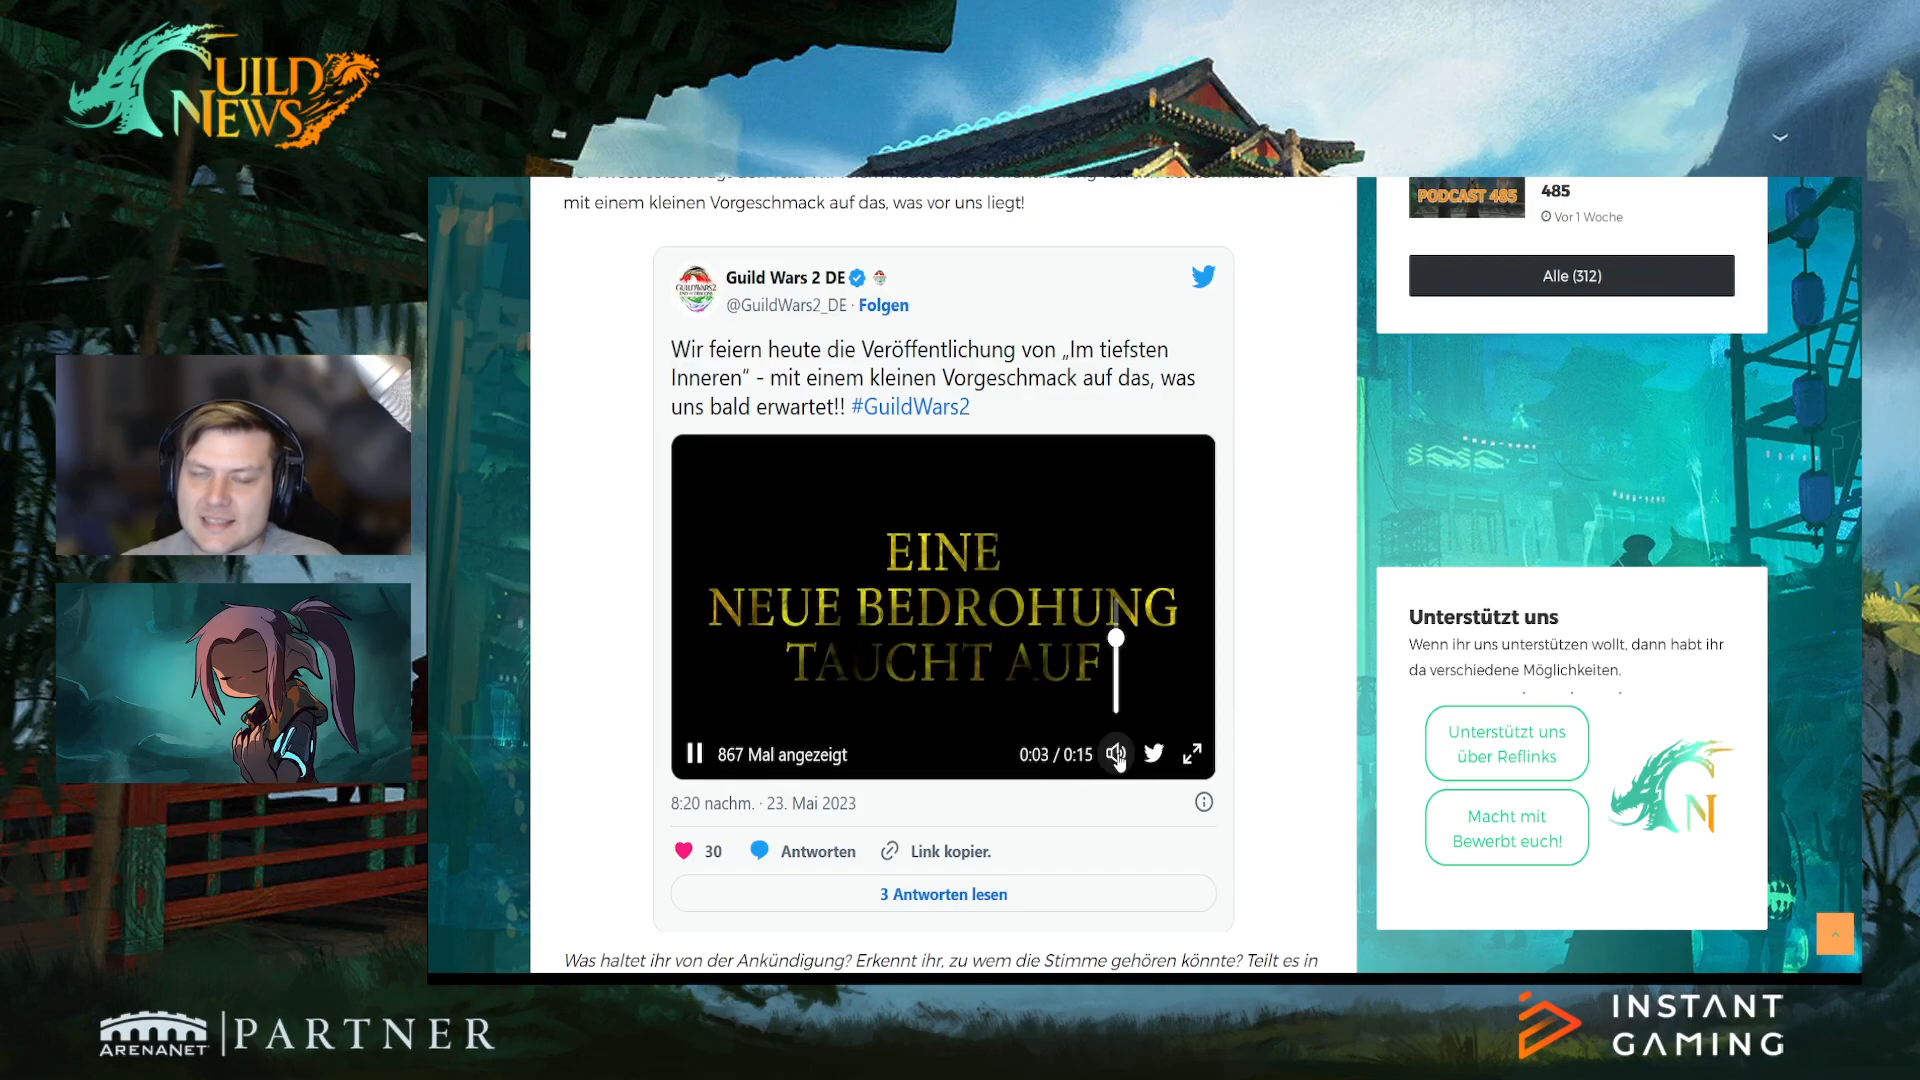 GUILD
NEWS
mit einem kleinen Vorgeschmack auf das, was vor uns liegt!
Guild Wars 2 DE
@GuildWars2_DE · Folgen
Wir feiern heute die Veröffentlichung von „Im tiefsten
Inneren“ - mit einem kleinen Vorgeschmack auf das, was
uns bald erwartet!! #GuildWars2
EINE
NEUE BEDROHUNG
TAUCHT AUF
867 Mal angezeigt
0:03 / 0:15
8:20 nachm. · 23. Mai 2023
30
Antworten
Link kopier.
3 Antworten lesen
Was haltet ihr von der Ankündigung? Erkennt ihr, zu wem die Stimme gehören könnte? Teilt es in
PODCAST 485
485
Vor 1 Woche
Alle (312)
Unterstützt uns
Wenn ihr uns unterstützen wollt, dann habt ihr
da verschiedene Möglichkeiten.
Unterstützt uns
über Reflinks
Macht mit
Bewerbt euch!
N
ARENANET
PARTNER
INSTANT
GAMING